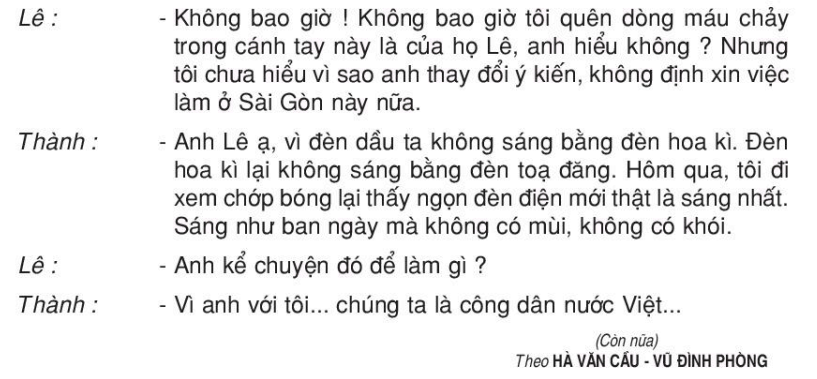 Lê : - Không bao giờ ! Không bao giờ tôi quên dòng máu chảy
trong cánh tay này là của họ Lê, anh hiểu không ? Nhưng
tôi chưa hiểu vì sao anh thay đổi ý kiến, không định xin việc
làm ở Sài Gòn này nữa.
Thành : - Anh Lê ạ, vì đèn dầu ta không sáng bằng đèn hoa kì. Đèn
hoa kì lại không sáng bằng đèn toạ đăng. Hôm qua, tôi đi
xem chớp bóng lại thấy ngọn đèn điện mới thật là sáng nhất.
Sáng như ban ngày mà không có mùi, không có khói.
Lê : - Anh kể chuyện đó để làm gì ?
Thành : - Vì anh với tôi... chúng ta là công dân nước Việt...
(Còn nữa)
Theo HÀ VĂN CẦU - VŨ ĐÌNH PHÒNG